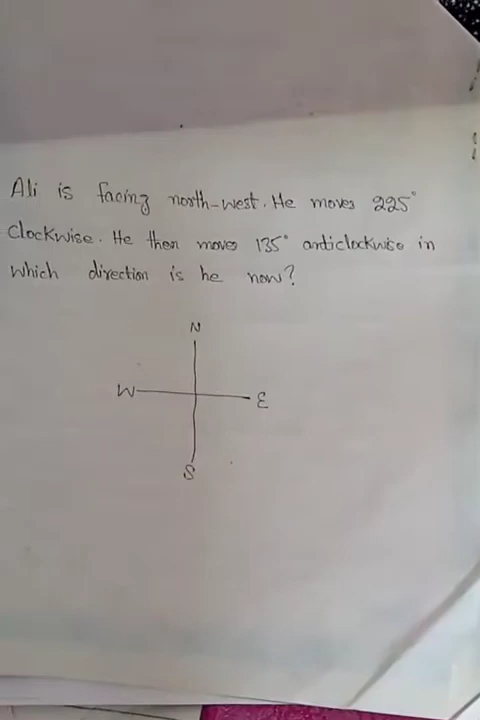 Ali is facing north-west. He moves 225°
Clockwise. He then moves 135° anticlockwise in
which direction is he now?
N
W E
S